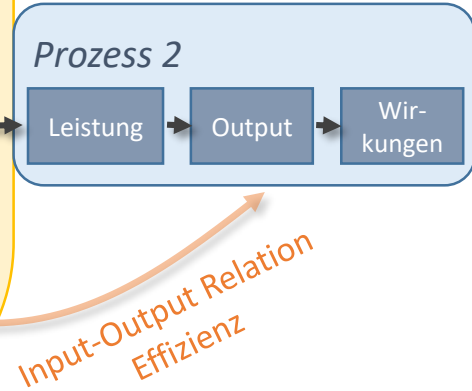 Prozess 2
Leistung
Output
Wir-
kungen
Input-Output Relation
Effizienz